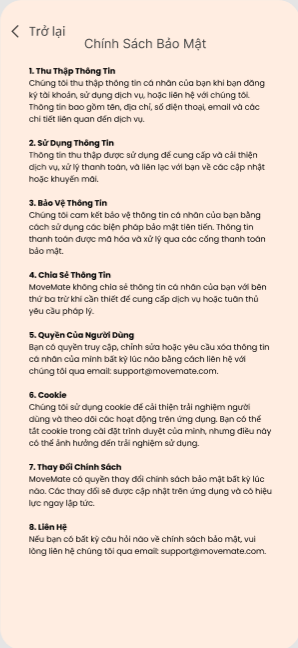 Trở lại
Chính Sách Bảo Mật
1. Thu Thập Thông Tin
Chúng tôi thu thập thông tin cá nhân của bạn khi bạn đăng
ký tài khoản, sử dụng dịch vụ, hoặc liên hệ với chúng tôi.
Thông tin bao gồm tên, địa chỉ, số điện thoại, email và các
chi tiết liên quan đến dịch vụ.
2. Sử Dụng Thông Tin
Thông tin thu thập được sử dụng để cung cấp và cải thiện
dịch vụ, xử lý thanh toán, và liên lạc với bạn về các cập nhật
hoặc khuyến mãi.
3. Bảo Vệ Thông Tin
Chúng tôi cam kết bảo vệ thông tin cá nhân của bạn bằng
cách sử dụng các biện pháp bảo mật tiên tiến. Thông tin
thanh toán được mã hóa và xử lý qua các cổng thanh toán
bảo mật.
4. Chia Sẻ Thông Tin
MoveMate không chia sẻ thông tin cá nhân của bạn với bên
thứ ba trừ khi cần thiết để cung cấp dịch vụ hoặc tuân thủ
yêu cầu pháp lý.
5. Quyền Của Người Dùng
Bạn có quyền truy cập, chỉnh sửa hoặc yêu cầu xóa thông tin
cá nhân của mình bất kỳ lúc nào bằng cách liên hệ với
chúng tôi qua email: support@movemate.com.
6. Cookie
Chúng tôi sử dụng cookie để cải thiện trải nghiệm người
dùng và theo dõi các hoạt động trên ứng dụng. Bạn có thể
tắt cookie trong cài đặt trình duyệt của mình, nhưng điều này
có thể ảnh hưởng đến trải nghiệm sử dụng.
7. Thay Đổi Chính Sách
MoveMate có quyền thay đổi chính sách bảo mật bất kỳ lúc
nào. Các thay đổi sẽ được cập nhật trên ứng dụng và có hiệu
lực ngay lập tức.
8. Liên Hệ
Nếu bạn có bất kỳ câu hỏi nào về chính sách bảo mật, vui
lòng liên hệ chúng tôi qua email: support@movemate.com.